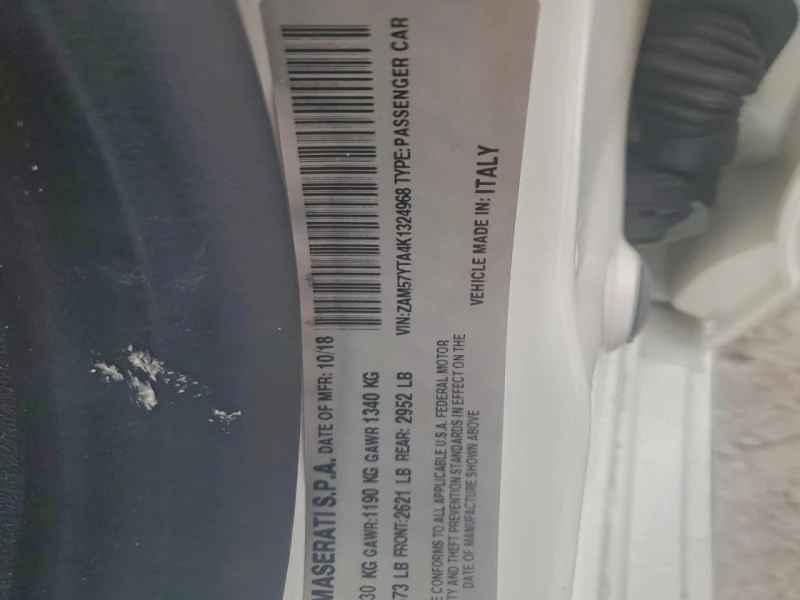 MASERATI S.P.A. DATE OF MFR: 10/18
30 KG GAWR:1190 KG GAWR 1340 KG
73 LB FRONT:2621 LB REAR: 2952 LB
VIN:ZAM57YTA4K1324968 TYPE:PASSENGER CAR
E CONFORMS TO ALL APPLICABLE U.S.A. FEDERAL MOTOR
TY AND THEFT PREVENTION STANDARDS IN EFFECT ON THE
DATE OF MANUFACTURE SHOWN ABOVE
VEHICLE MADE IN: ITALY